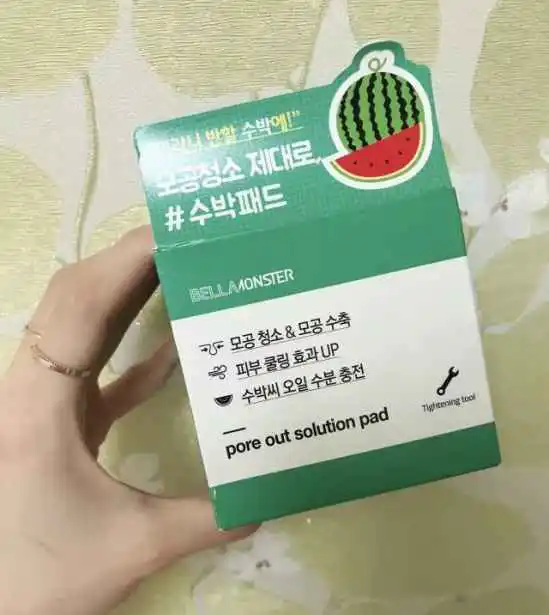 반할 수박에!"
모공청소 제대로,
# 수박패드
BELLAMONSTER
모공 청소 & 모공 수축
피부 쿨링 효과 UP
수박씨 오일 수분 충전
pore out solution pad
Tightening tool